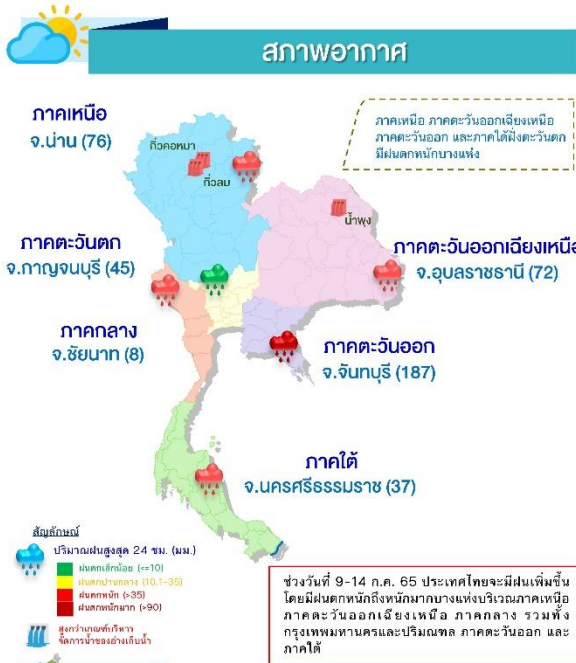 สภาพอากาศ
ภาคเหนือ
จ.น่าน (76)
ภาคเหนือ ภาคตะวันออกเฉียงเหนือ
ภาคตะวันออก และภาคใต้ฝั่งตะวันตก
มีฝนตกหนักบางแห่ง
กิ่วคอหมา
กิ่วลม
น้ำพุง
ภาคตะวันตก
จ.กาญจนบุรี (45)
ภาคตะวันออกเฉียงเหนือ
จ.อุบลราชธานี (72)
ภาคกลาง
จ.ชัยนาท (8)
ภาคตะวันออก
จ.จันทบุรี (187)
ภาคใต้
จ.นครศรีธรรมราช (37)
สัญลักษณ์
ปริมาณฝนสูงสุด 24 ชม. (มม.)
ฝนตกเล็กน้อย (<=10)
ฝนตกปานกลาง (10.1-35)
ฝนตกหนัก (>35)
ฝนตกหนักมาก (>90)
สูงกว่าเกณฑ์บริหาร
จัดการน้ำของอ่างเก็บน้ำ
ช่วงวันที่ 9-14 ก.ค. 65 ประเทศไทยจะมีฝนเพิ่มขึ้น
โดยมีฝนตกหนักถึงหนักมากบางแห่งบริเวณภาคเหนือ
ภาคตะวันออกเฉียงเหนือ ภาคกลาง รวมทั้ง
กรุงเทพมหานครและปริมณฑล ภาคตะวันออก และ
ภาคใต้